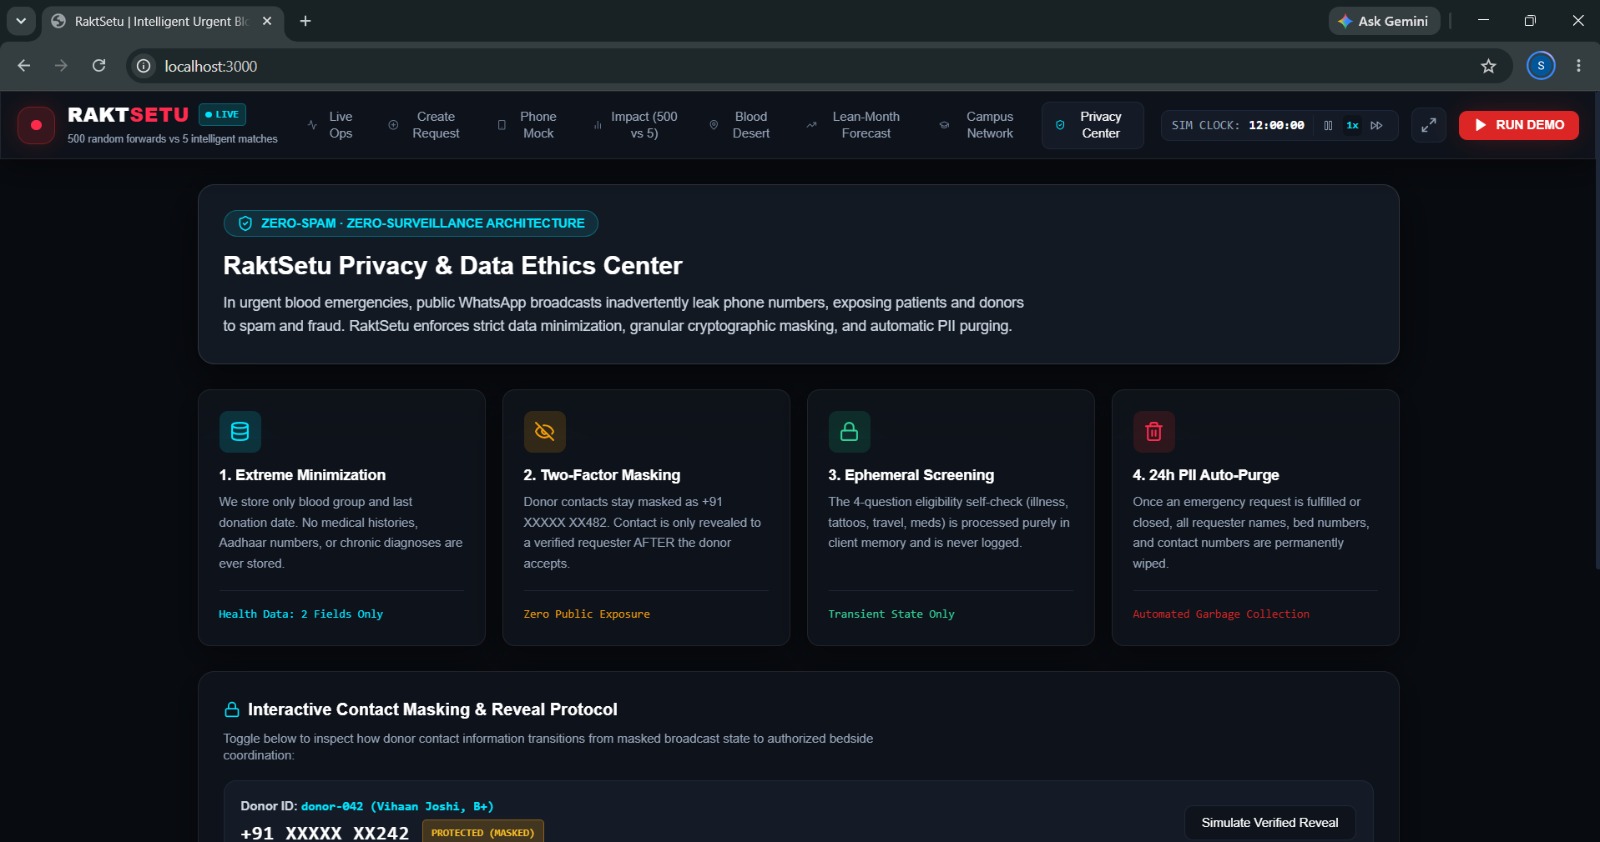 RaktSetu | Intelligent Urgent Bl
Ask Gemini
localhost:3000
S
RAKTSETU
LIVE
500 random forwards vs 5 intelligent matches
Live
Ops
Create
Request
Phone
Mock
Impact (500
vs 5)
Blood
Desert
Lean-Month
Forecast
Campus
Network
Privacy
Center
SIM CLOCK: 12:00:00
1x
RUN DEMO
ZERO-SPAM · ZERO-SURVEILLANCE ARCHITECTURE
RaktSetu Privacy & Data Ethics Center
In urgent blood emergencies, public WhatsApp broadcasts inadvertently leak phone numbers, exposing patients and donors
to spam and fraud. RaktSetu enforces strict data minimization, granular cryptographic masking, and automatic PII purging.
1. Extreme Minimization
We store only blood group and last
donation date. No medical histories,
Aadhaar numbers, or chronic diagnoses are
ever stored.
Health Data: 2 Fields Only
2. Two-Factor Masking
Donor contacts stay masked as +91
XXXXX XX482. Contact is only revealed to
a verified requester AFTER the donor
accepts.
Zero Public Exposure
3. Ephemeral Screening
The 4-question eligibility self-check (illness,
tattoos, travel, meds) is processed purely in
client memory and is never logged.
Transient State Only
4. 24h PII Auto-Purge
Once an emergency request is fulfilled or
closed, all requester names, bed numbers,
and contact numbers are permanently
wiped.
Automated Garbage Collection
Interactive Contact Masking & Reveal Protocol
Toggle below to inspect how donor contact information transitions from masked broadcast state to authorized bedside
coordination:
Donor ID: donor-042 (Vihaan Joshi, B+)
+91 XXXXX XX242
PROTECTED (MASKED)
Simulate Verified Reveal